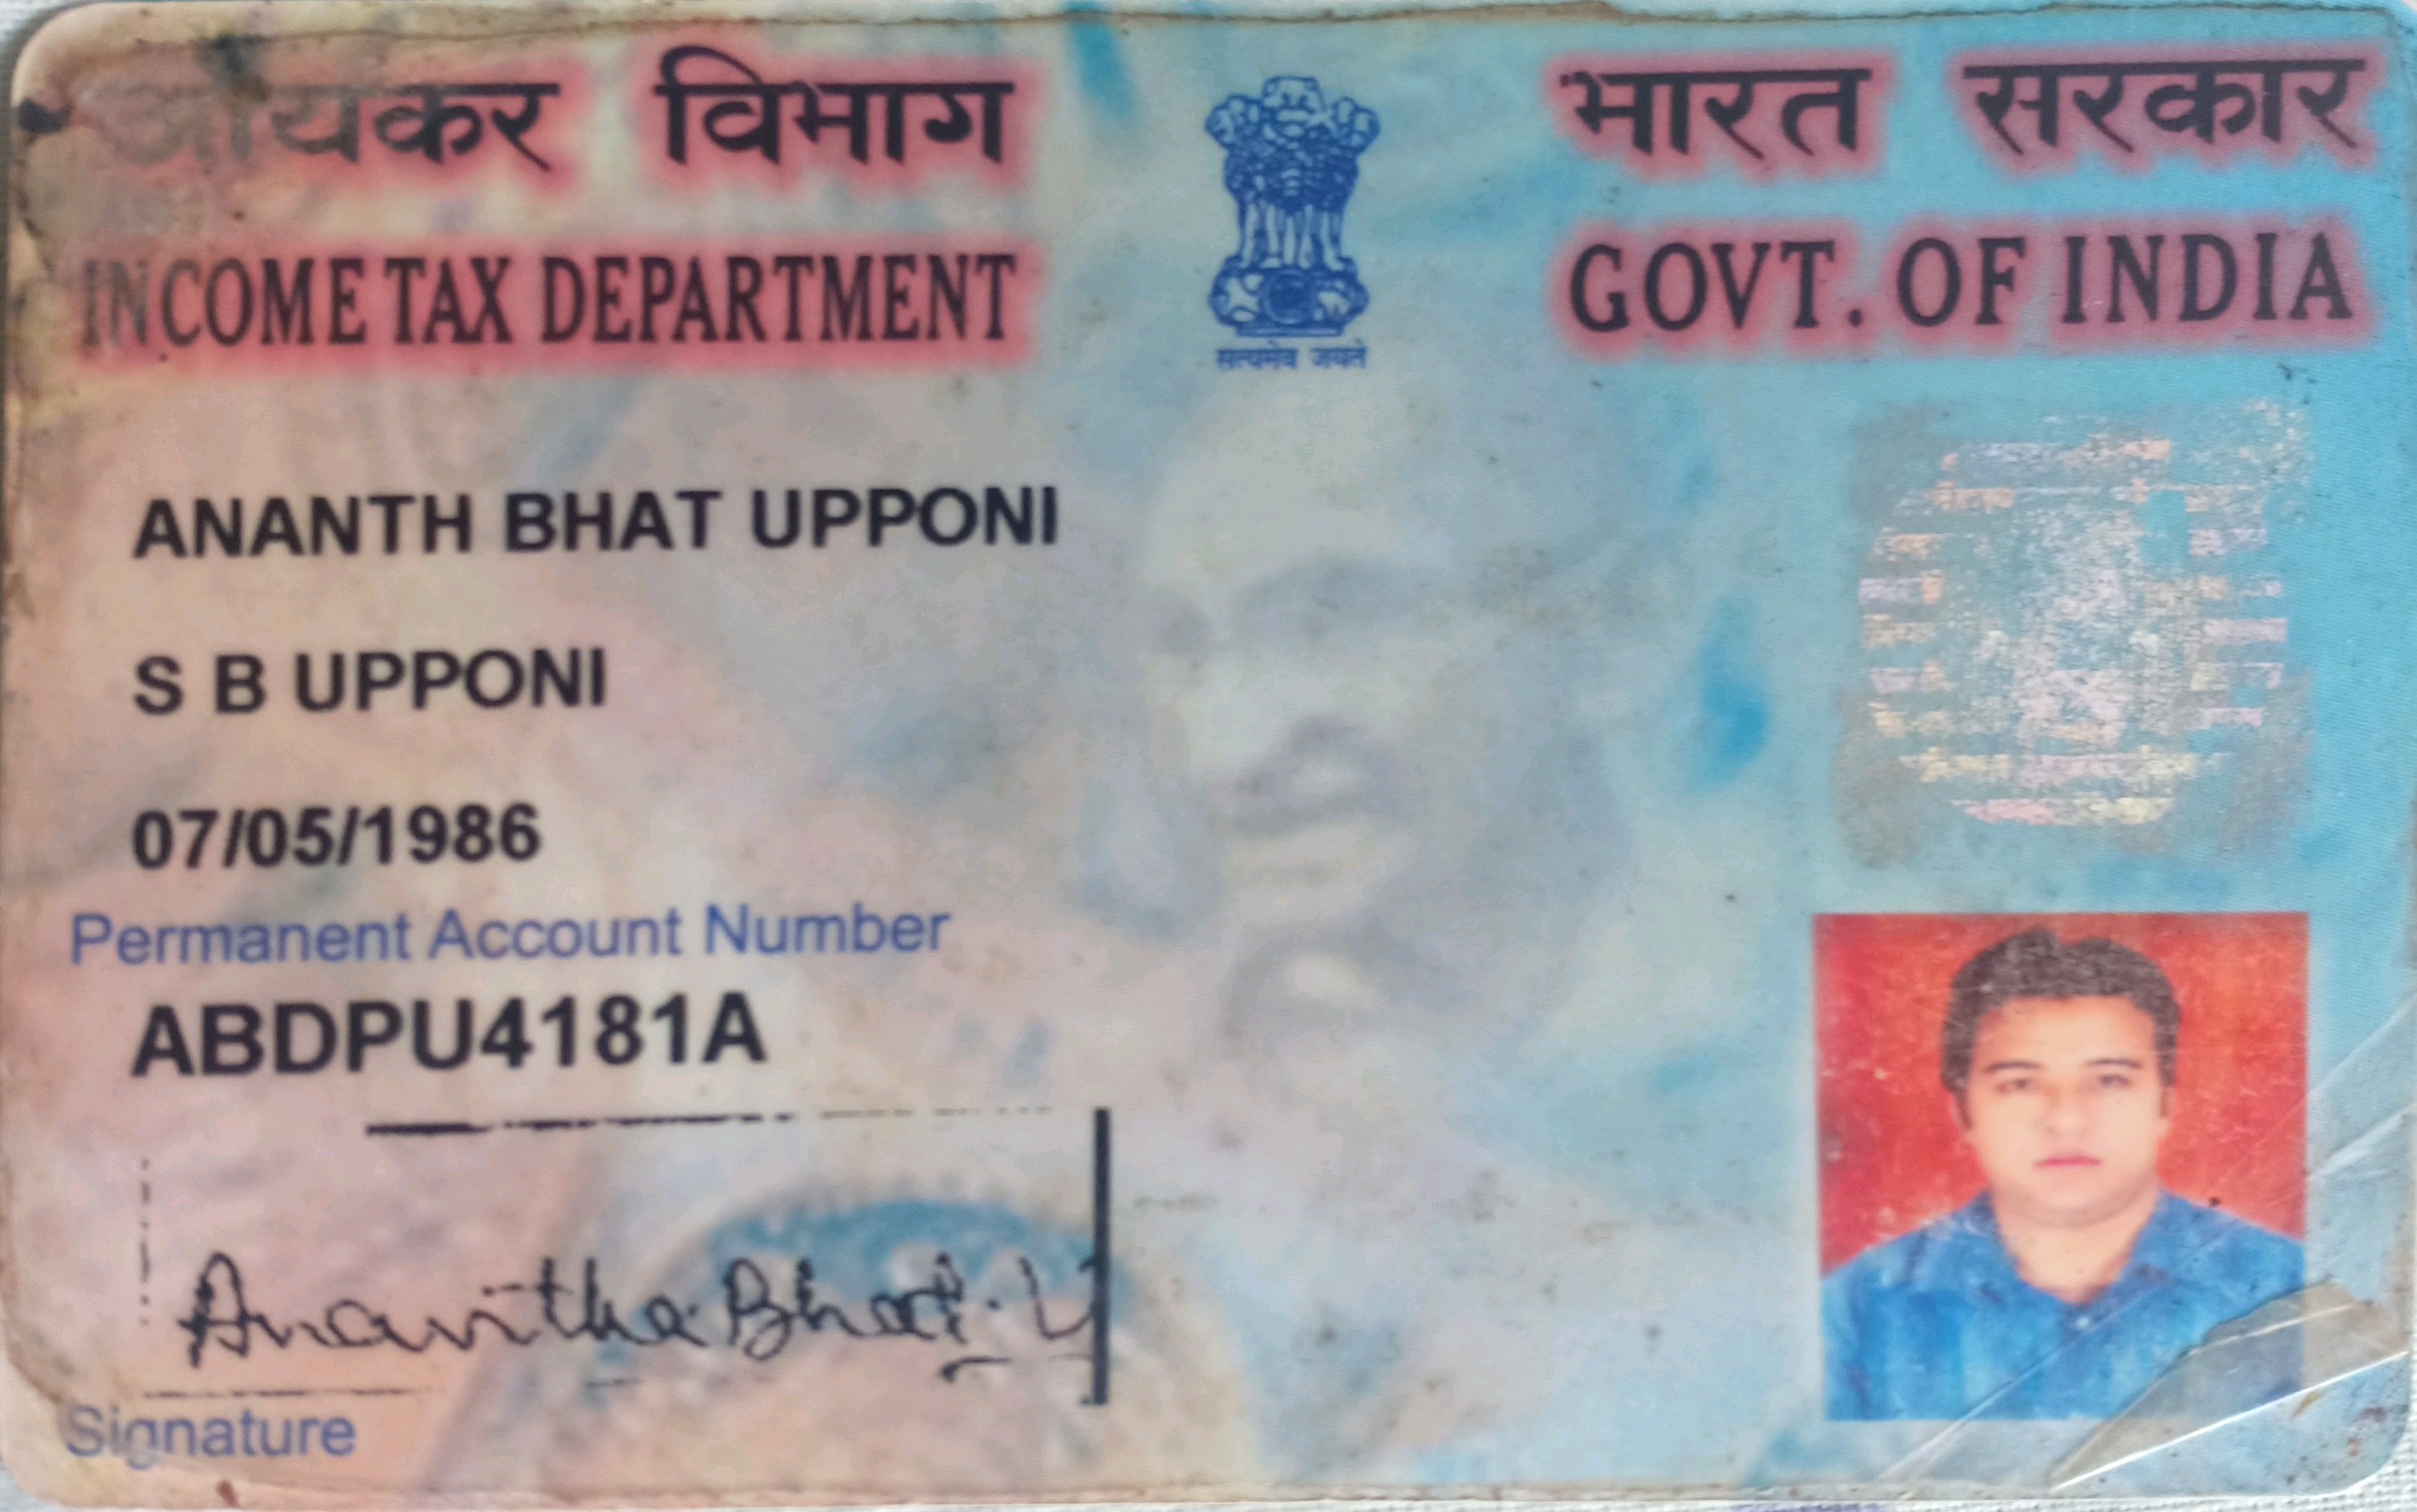 आयकर विभाग
INCOME TAX DEPARTMENT
सत्यमेव जयते
भारत सरकार
GOVT. OF INDIA
ANANTH BHAT UPPONI
S B UPPONI
07/05/1986
Permanent Account Number
ABDPU4181A
Anantha Bhat. U
Signature